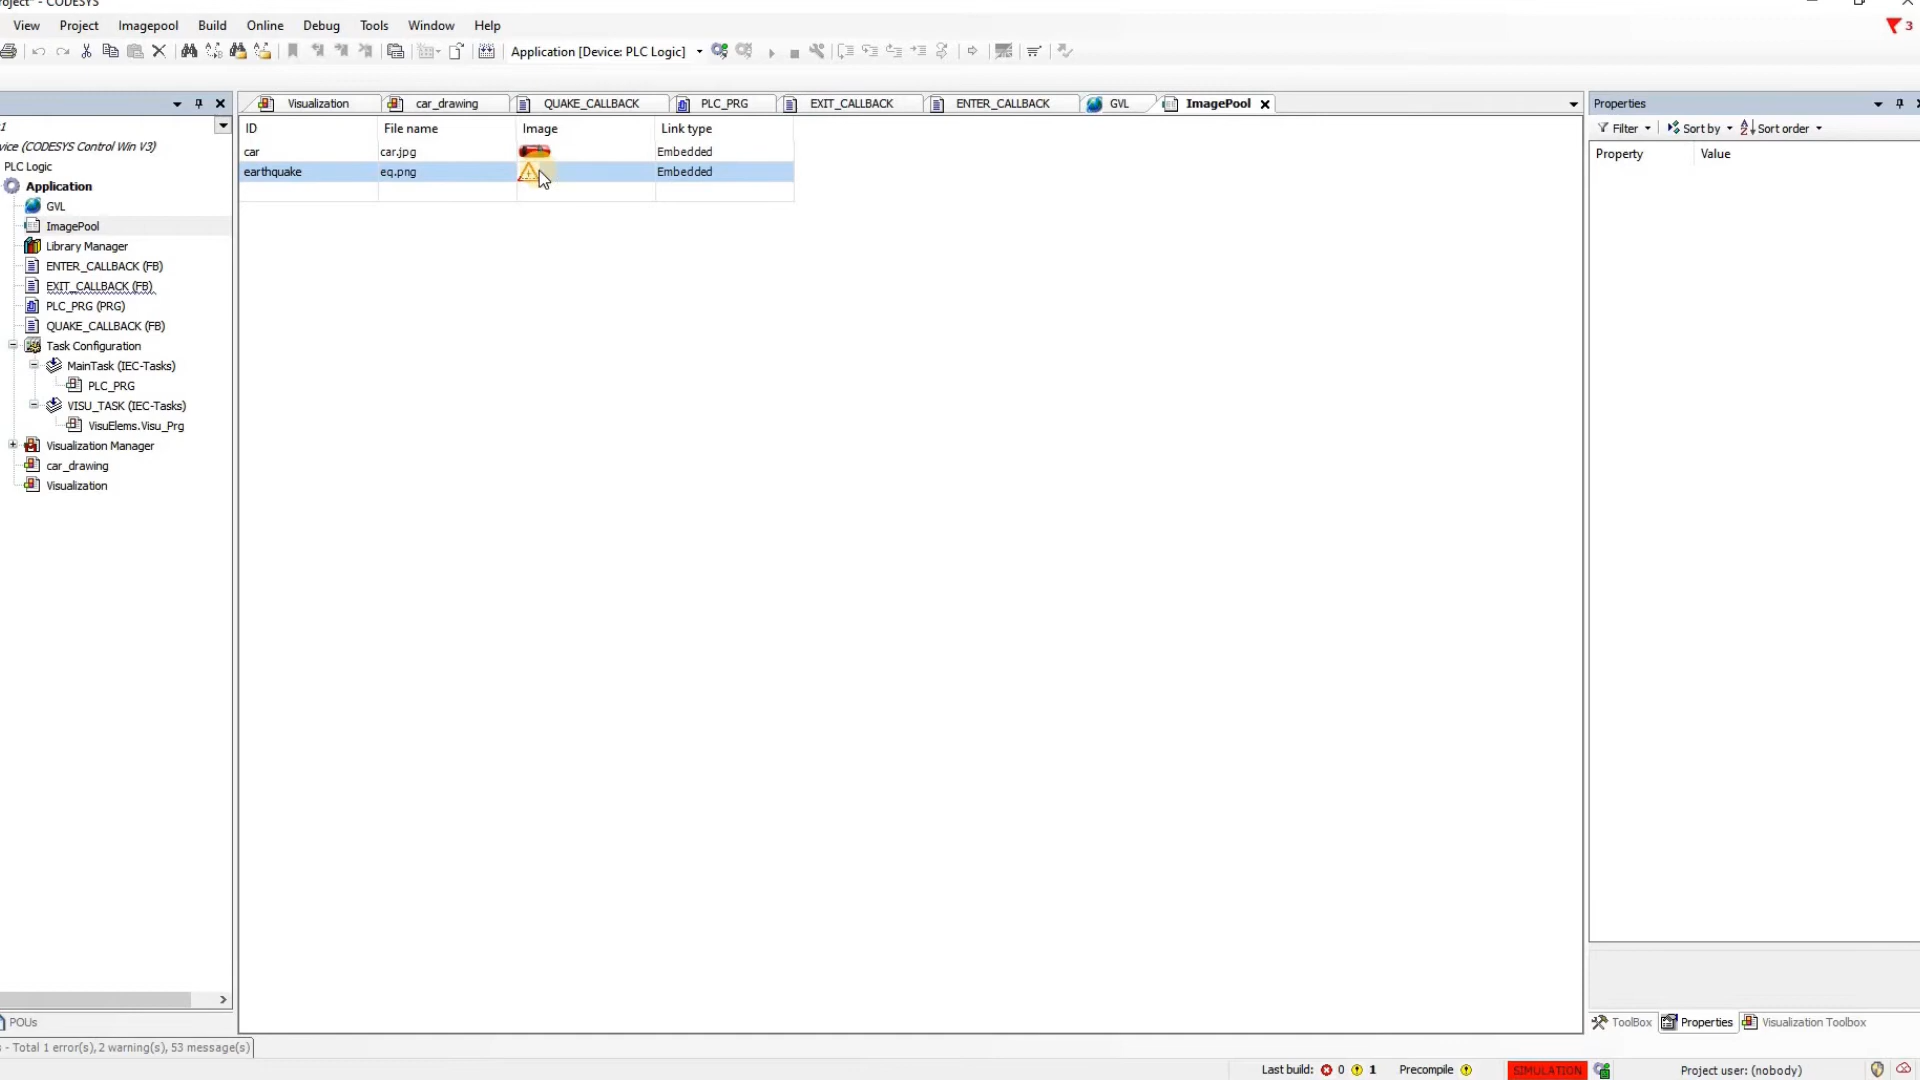 roject* - CODESYS
View Project Imagepool Build Online Debug Tools Window Help
3
Application [Device: PLC Logic]
Visualization car_drawing QUAKE_CALLBACK PLC_PRG EXIT_CALLBACK ENTER_CALLBACK GVL ImagePool
ID File name Image Link type
car car.jpg Embedded
earthquake eq.png Embedded
1
vice (CODESYS Control Win V3)
PLC Logic
Application
GVL
ImagePool
Library Manager
ENTER_CALLBACK (FB)
EXIT_CALLBACK (FB)
PLC_PRG (PRG)
QUAKE_CALLBACK (FB)
Task Configuration
MainTask (IEC-Tasks)
PLC_PRG
VISU_TASK (IEC-Tasks)
VisuElems.Visu_Prg
Visualization Manager
car_drawing
Visualization
POUs
Properties
Filter Sort by Sort order
Property Value
ToolBox Properties Visualization Toolbox
s - Total 1 error(s), 2 warning(s), 53 message(s)
Last build: 0 1 Precompile SIMULATION Project user: (nobody)